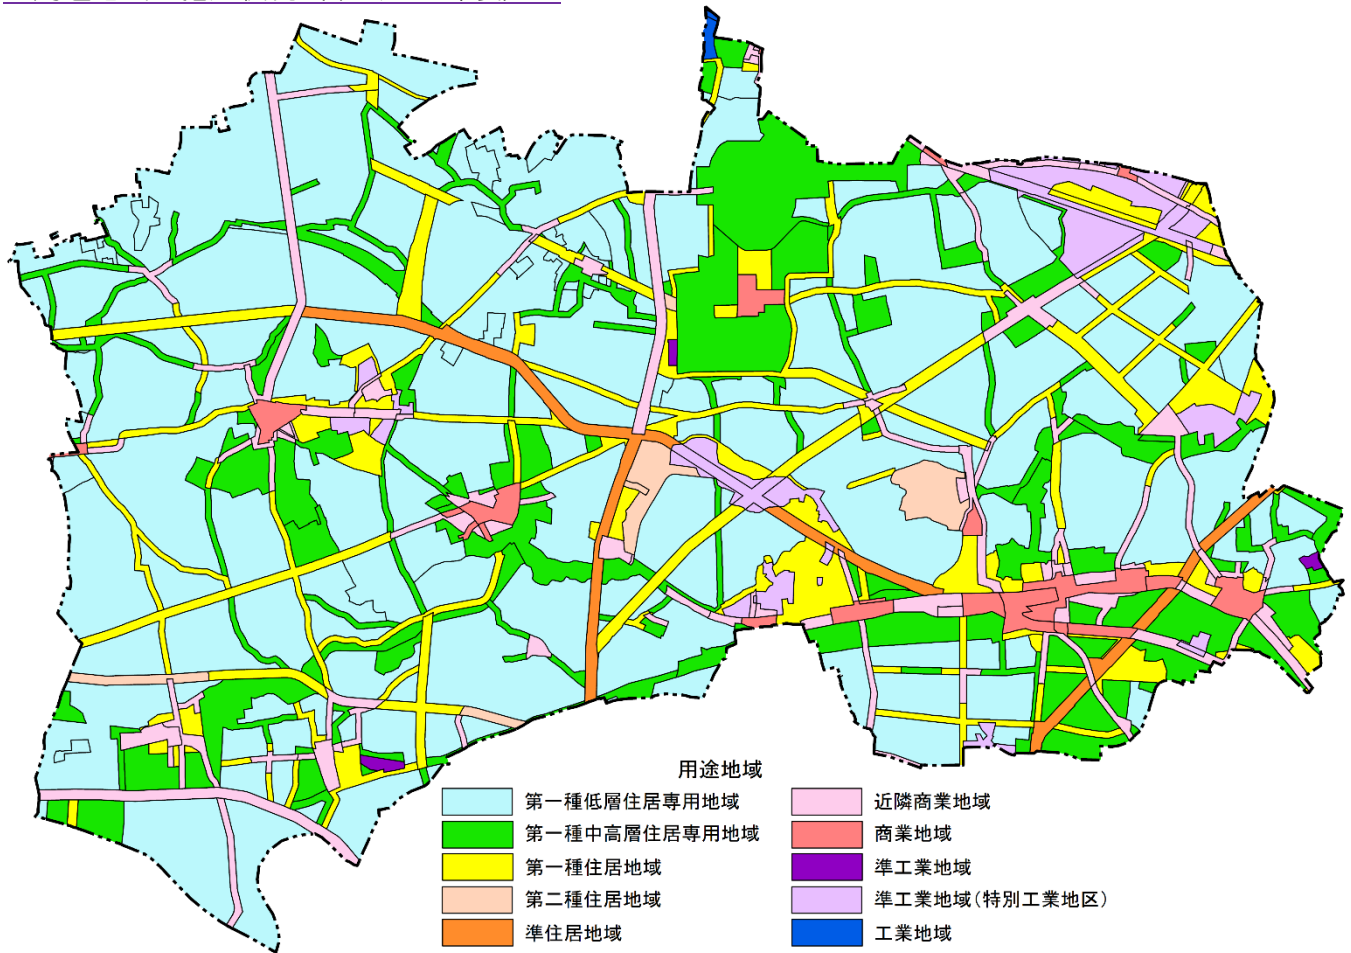 用途地域
第一種低層住居専用地域
第一種中高層住居専用地域
第一種住居地域
第二種住居地域
準住居地域
近隣商業地域
商業地域
準工業地域
準工業地域(特別工業地区)
工業地域